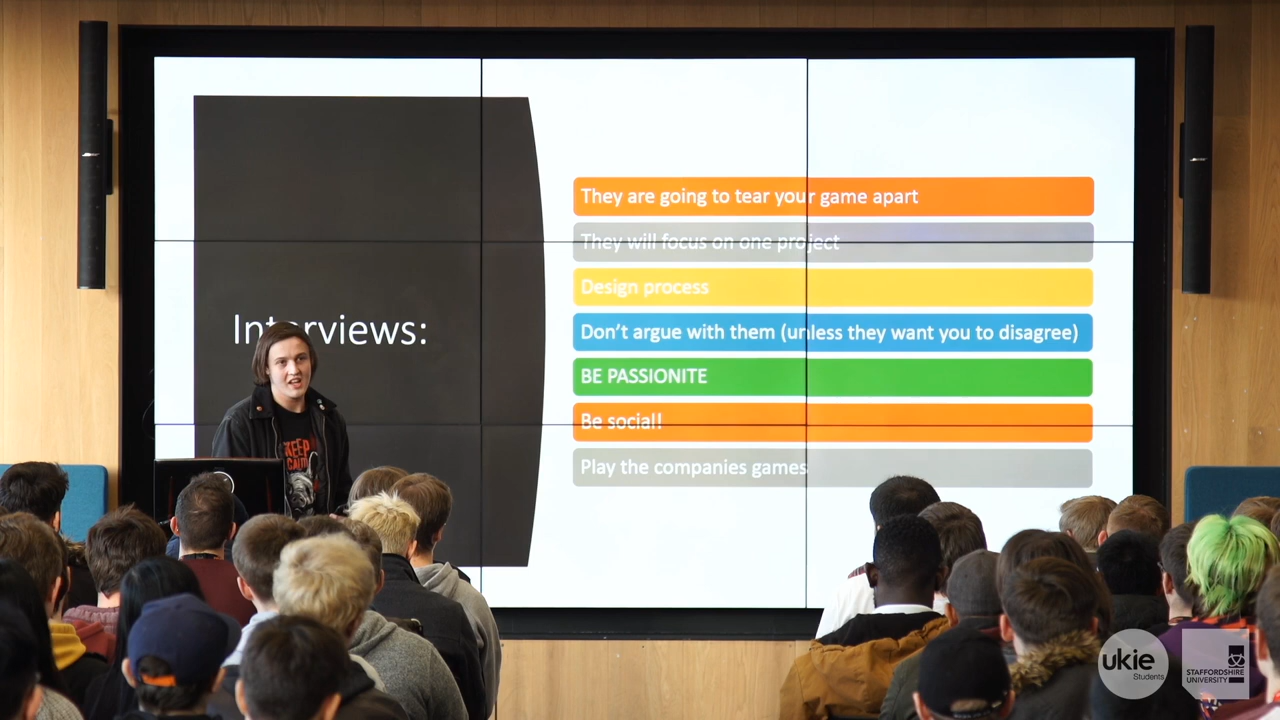 They are going to tear your game apart
They will focus on one project
Design process
Interviews:
Don't argue with them (unless they want you to disagree)
BE PASSIONITE
Be social!
Play the companies games
KEEP
ukie
Students
STAFFORDSHIRE
UNIVERSITY